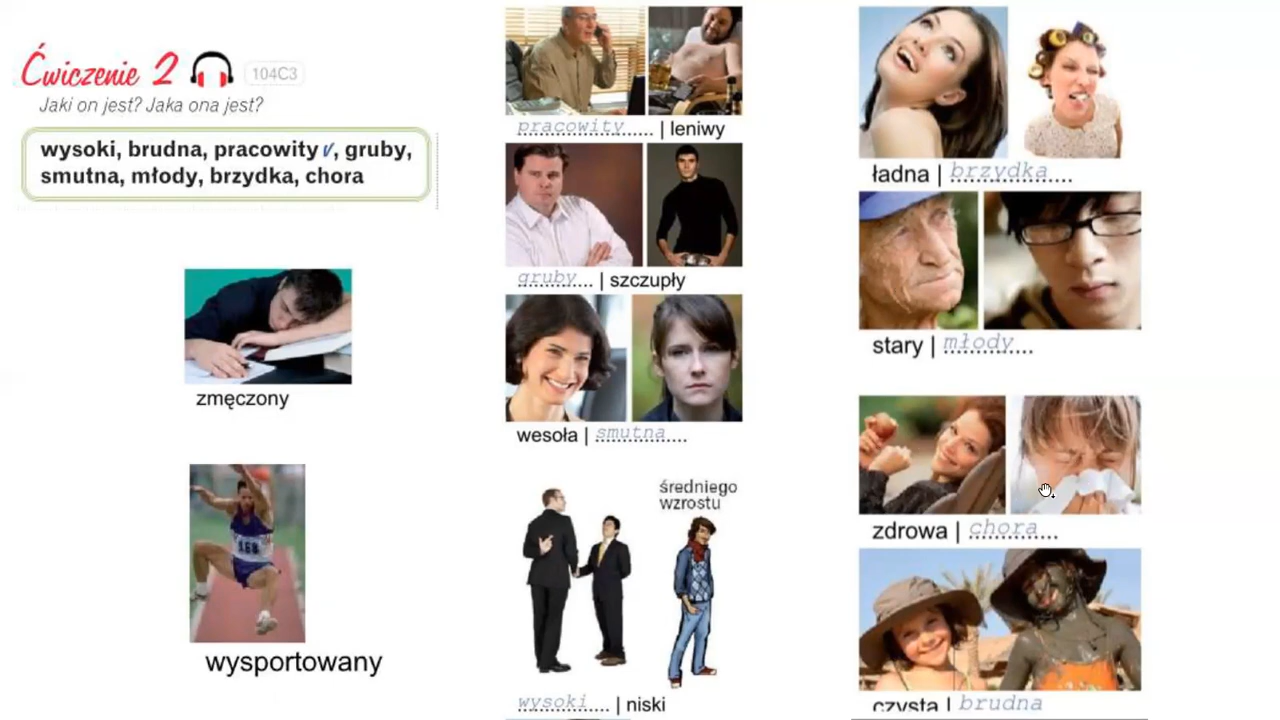 Ćwiczenie 2 104C3
Jaki on jest? Jaka ona jest?
wysoki, brudna, pracowity ✓, gruby,
smutna, młody, brzydka, chora
zmęczony
wysportowany
pracowity...... | leniwy
gruby.... | szczupły
wesoła | smutna....
średniego
wzrostu
wysoki.... | niski
ładna | brzydka....
stary | młody....
zdrowa | chora....
czysta | brudna
168